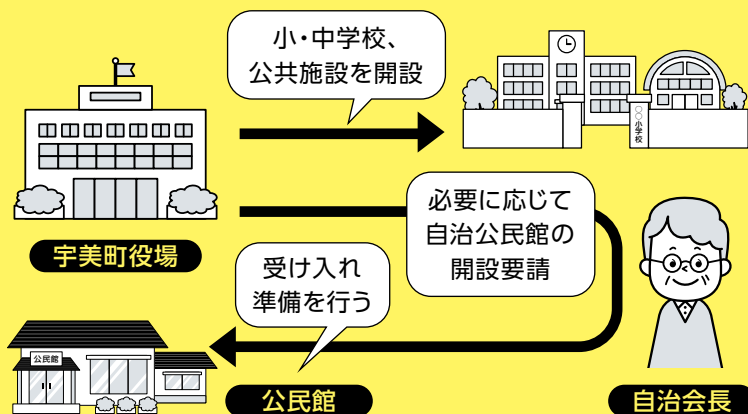 小・中学校、
公共施設を開設
〇〇小学校
宇美町役場
必要に応じて
自治公民館の
開設要請
受け入れ
準備を行う
公民館
公民館
自治会長